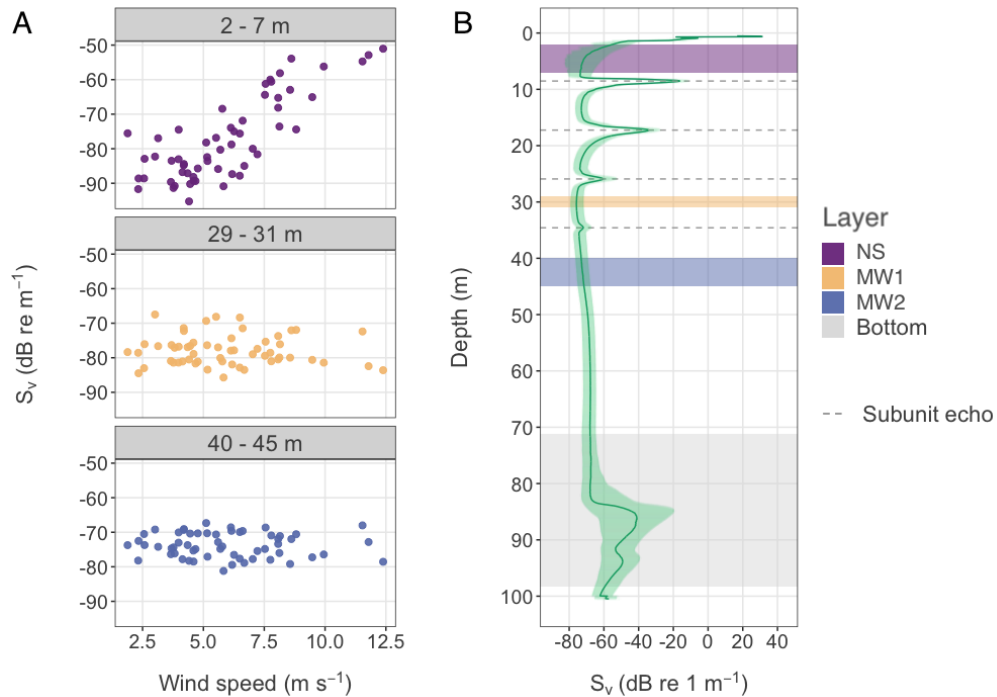 A
2 - 7 m
-50
-60
-70
-80
-90
29 - 31 m
-50
-60
-70
-80
-90
40 - 45 m
-50
-60
-70
-80
-90
2.5 5.0 7.5 10.0 12.5
Wind speed (m s⁻¹)
Sᵥ (dB re m⁻¹)
B
0
10
20
30
40
50
60
70
80
90
100
-80 -60 -40 -20 0 20 40
Sᵥ (dB re 1 m⁻¹)
Depth (m)
Layer
NS
MW1
MW2
Bottom
Subunit echo